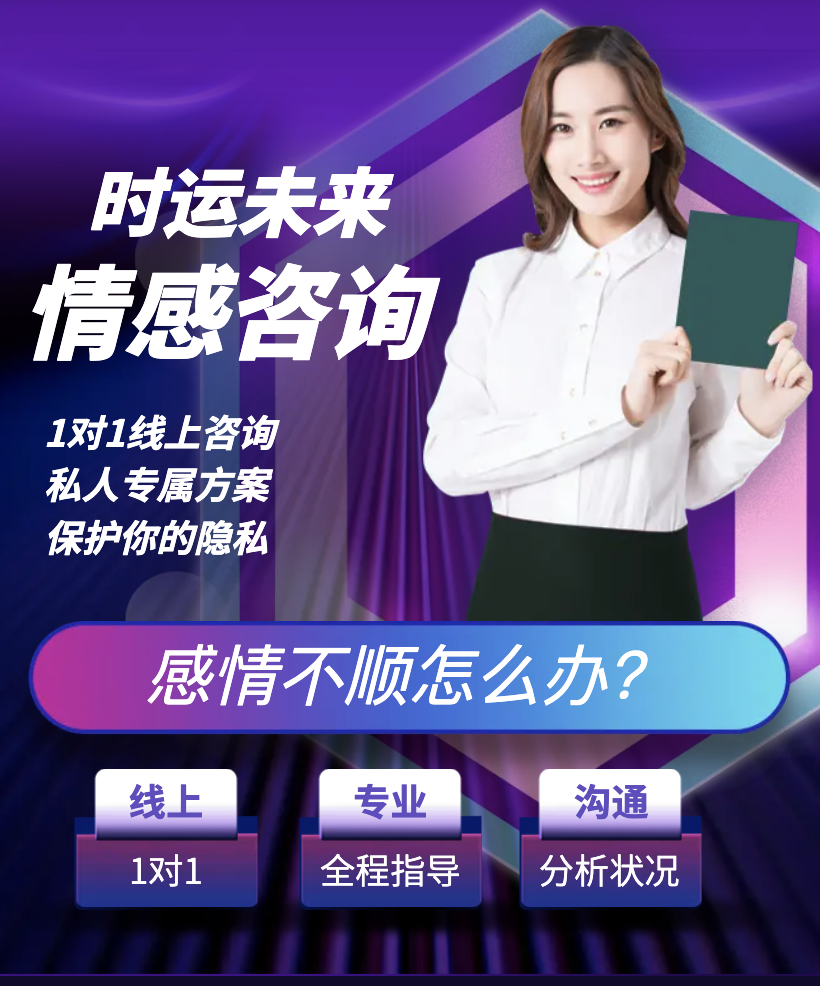 时运未来
情感咨询
1对1线上咨询
私人专属方案
保护你的隐私
感情不顺怎么办?
线上
专业
沟通
1对1
全程指导
分析状况